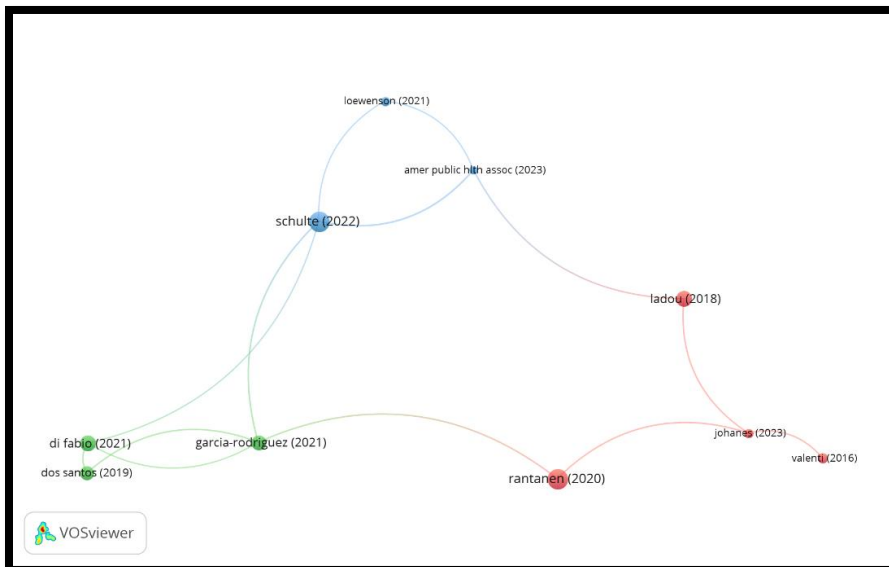 loewenson (2021)
amer public hlth assoc (2023)
schulte (2022)
ladou (2018)
di fabio (2021)
garcia-rodriguez (2021)
johanes (2023)
valenti (2016)
dos santos (2019)
rantanen (2020)
VOSviewer